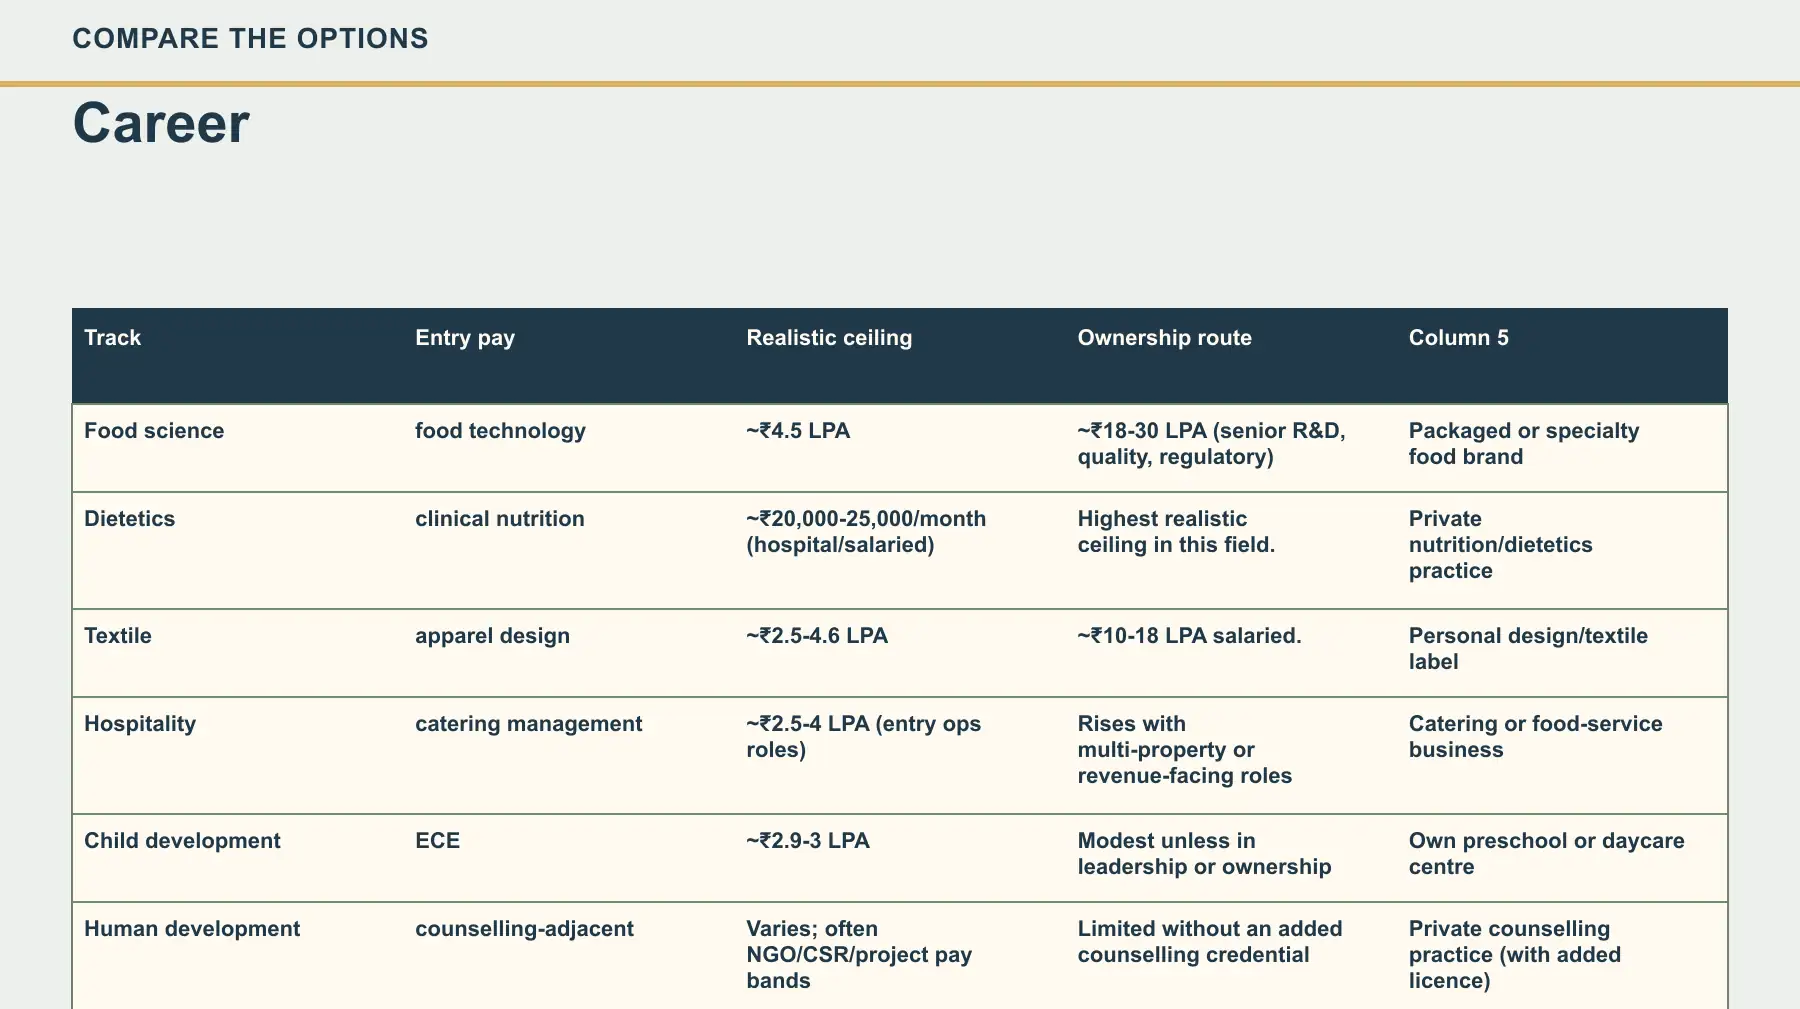 COMPARE THE OPTIONS
Career
Track
Entry pay
Realistic ceiling
Ownership route
Column 5
Food science
food technology
~₹4.5 LPA
~₹18-30 LPA (senior R&D,
quality, regulatory)
Packaged or specialty
food brand
Dietetics
clinical nutrition
~₹20,000-25,000/month
(hospital/salaried)
Highest realistic
ceiling in this field.
Private
nutrition/dietetics
practice
Textile
apparel design
~₹2.5-4.6 LPA
~₹10-18 LPA salaried.
Personal design/textile
label
Hospitality
catering management
~₹2.5-4 LPA (entry ops
roles)
Rises with
multi-property or
revenue-facing roles
Catering or food-service
business
Child development
ECE
~₹2.9-3 LPA
Modest unless in
leadership or ownership
Own preschool or daycare
centre
Human development
counselling-adjacent
Varies; often
NGO/CSR/project pay
bands
Limited without an added
counselling credential
Private counselling
practice (with added
licence)